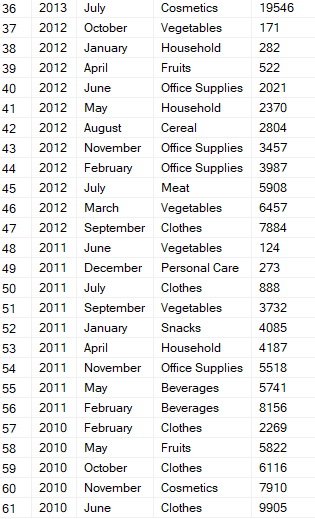 36 2013 July Cosmetics 19546
37 2012 October Vegetables 171
38 2012 January Household 282
39 2012 April Fruits 522
40 2012 June Office Supplies 2021
41 2012 May Household 2370
42 2012 August Cereal 2804
43 2012 November Office Supplies 3457
44 2012 February Office Supplies 3987
45 2012 July Meat 5908
46 2012 March Vegetables 6457
47 2012 September Clothes 7884
48 2011 June Vegetables 124
49 2011 December Personal Care 273
50 2011 July Clothes 888
51 2011 September Vegetables 3732
52 2011 January Snacks 4085
53 2011 April Household 4187
54 2011 November Office Supplies 5518
55 2011 May Beverages 5741
56 2011 February Beverages 8156
57 2010 February Clothes 2269
58 2010 May Fruits 5822
59 2010 October Clothes 6116
60 2010 November Cosmetics 7910
61 2010 June Clothes 9905